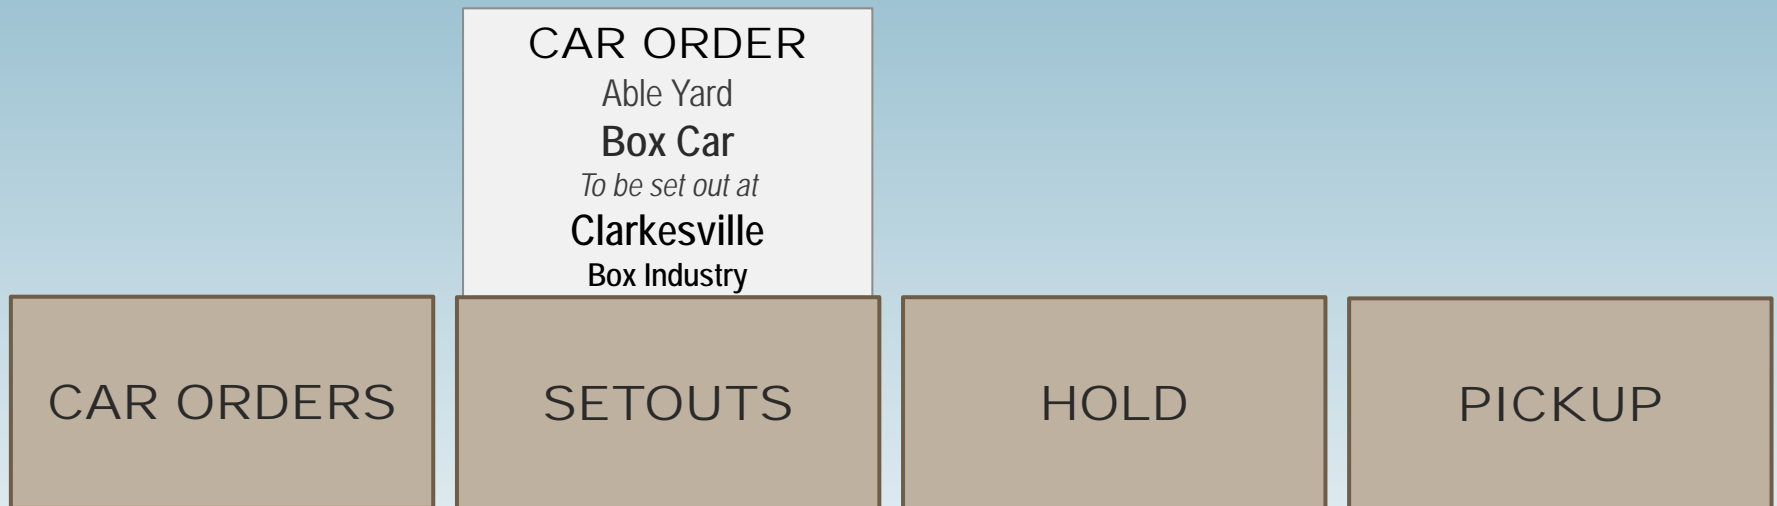 CAR ORDER
Able Yard
Box Car
To be set out at
Clarkesville
Box Industry
CAR ORDERS
SETOUTS
HOLD
PICKUP